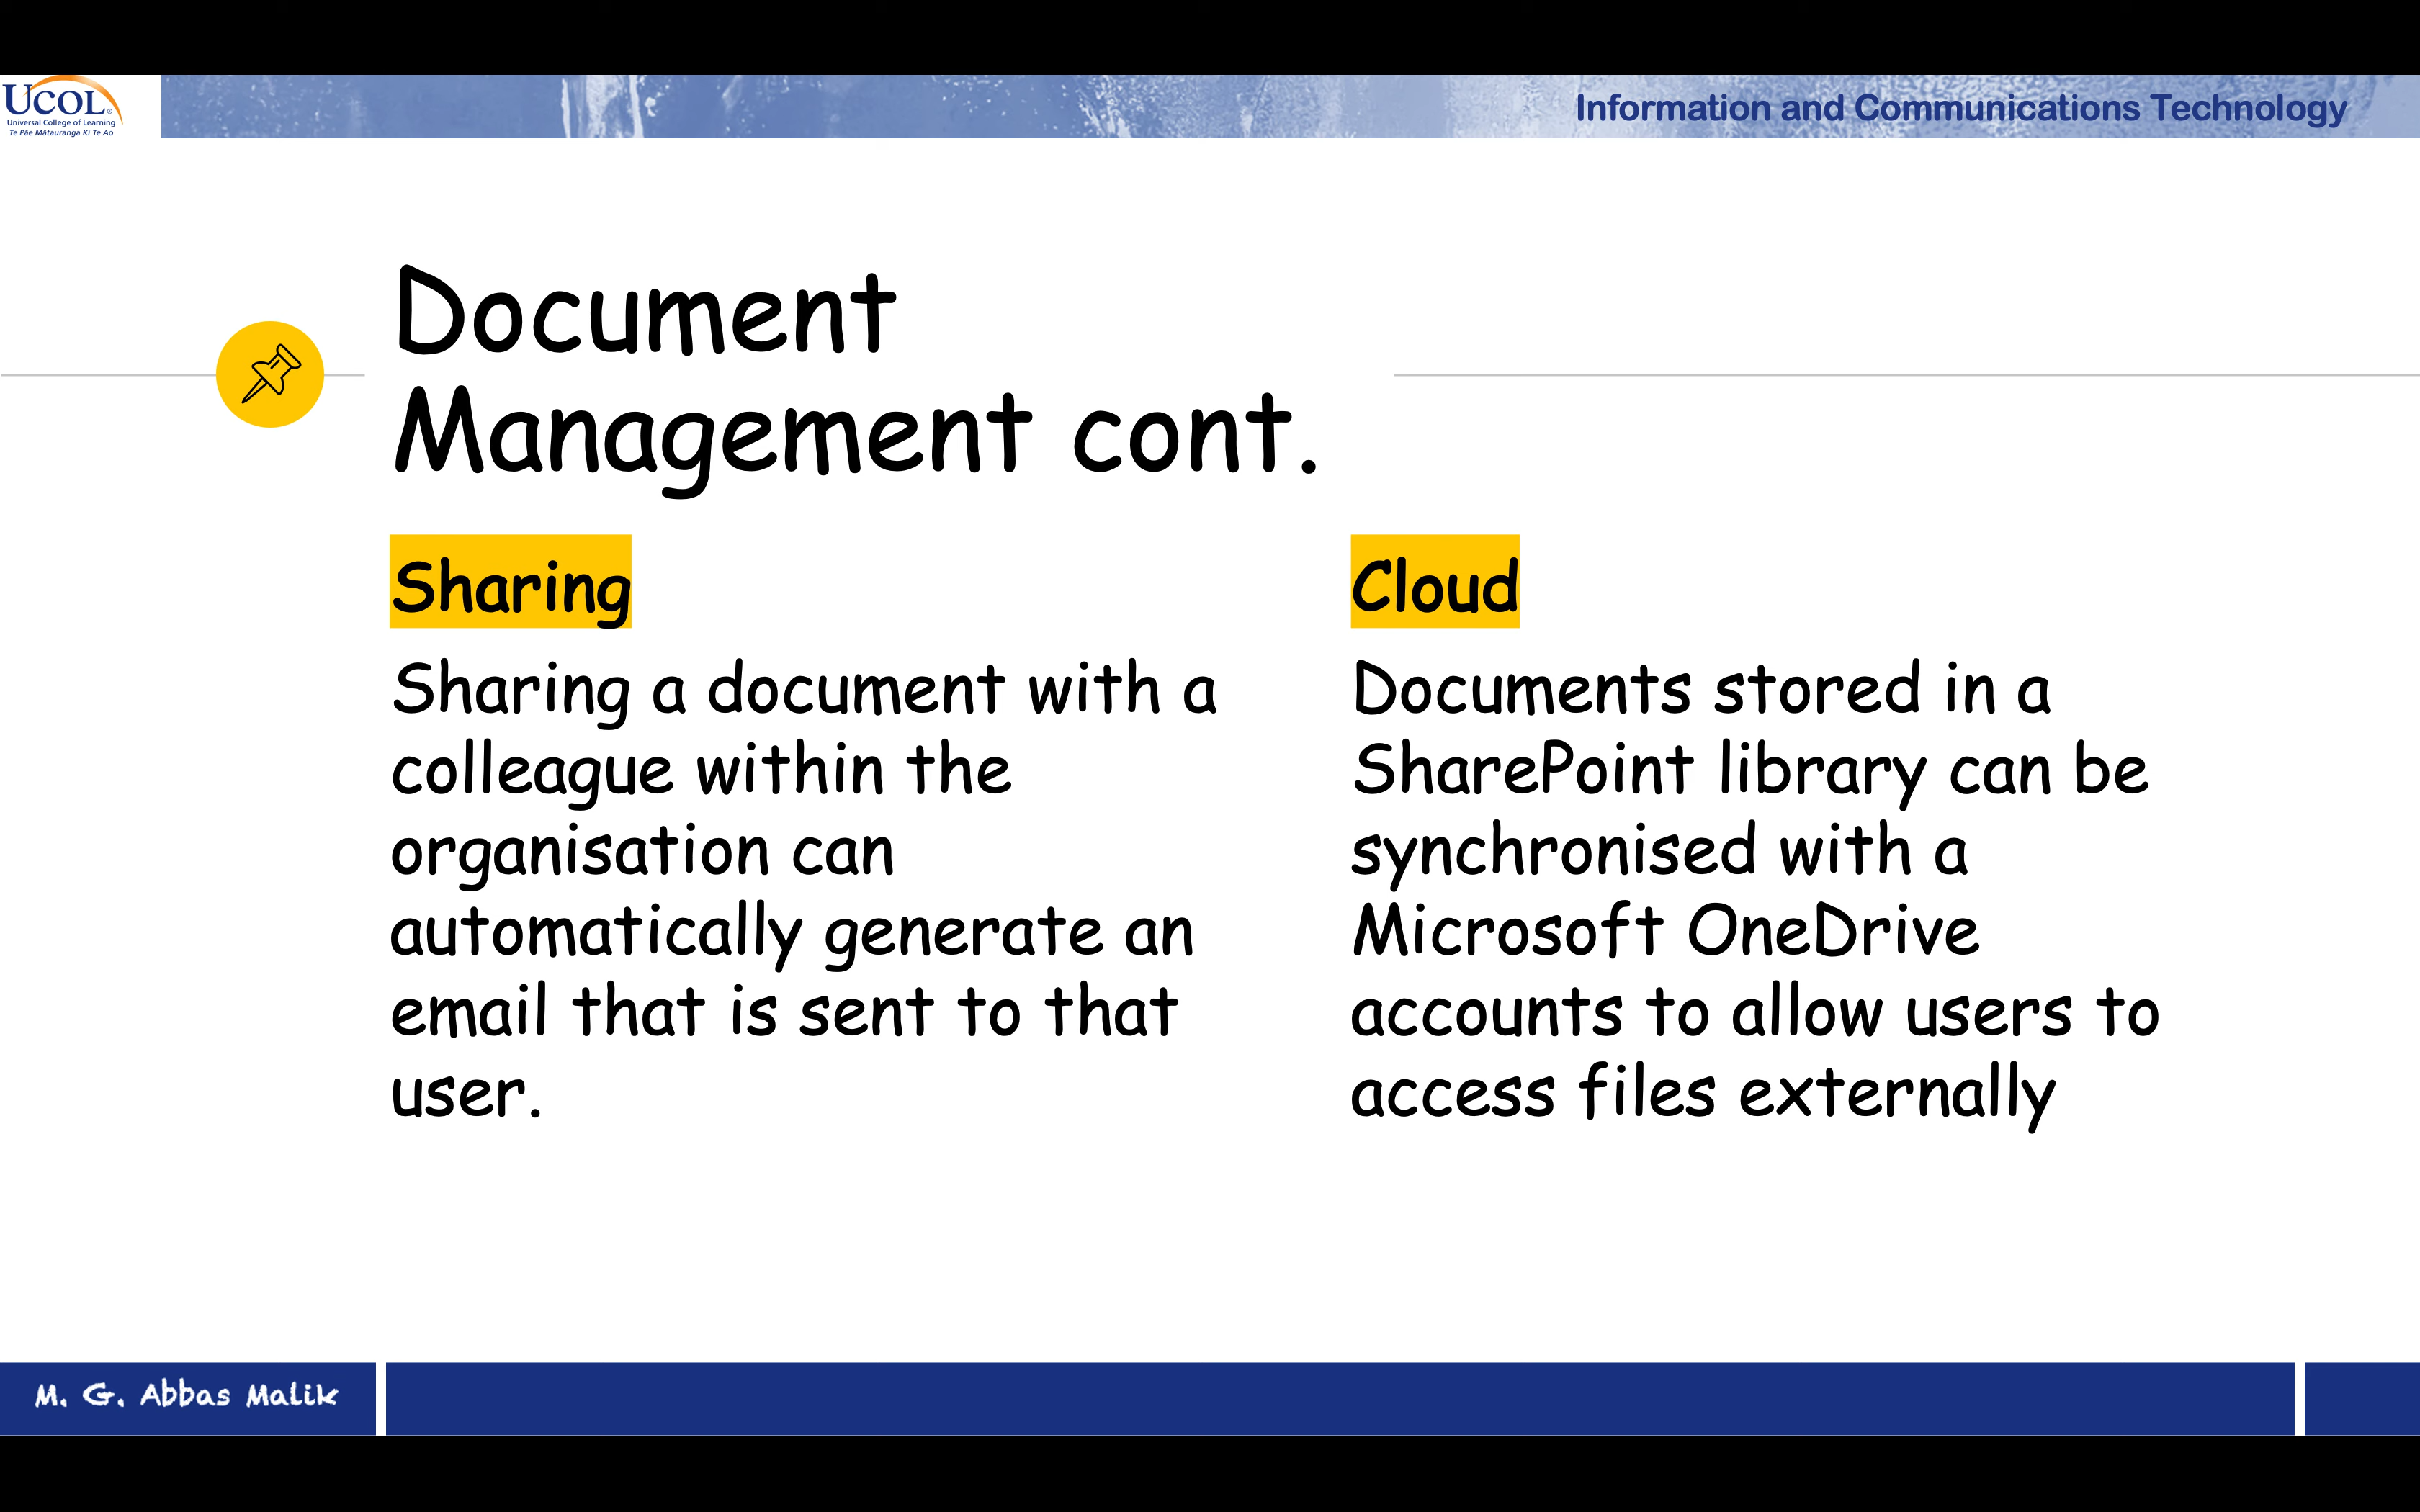 UCOL®
Universal College of Learning
Te Pāe Mātauranga Ki Te Ao
Information and Communications Technology
Document
Management cont.
Sharing
Sharing a document with a
colleague within the
organisation can
automatically generate an
email that is sent to that
user.
Cloud
Documents stored in a
SharePoint library can be
synchronised with a
Microsoft OneDrive
accounts to allow users to
access files externally
M. G. Abbas Malik